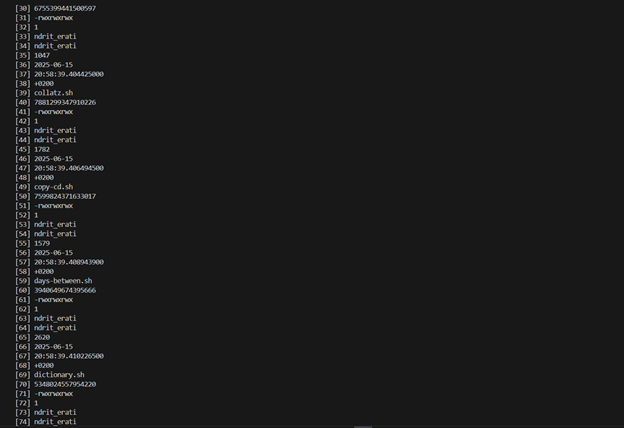 [30] 6755399441500597
[31] -rwxrwxrwx
[32] 1
[33] ndrit_erati
[34] ndrit_erati
[35] 1047
[36] 2025-06-15
[37] 20:58:39.404425000
[38] +0200
[39] collatz.sh
[40] 7881299347910226
[41] -rwxrwxrwx
[42] 1
[43] ndrit_erati
[44] ndrit_erati
[45] 1782
[46] 2025-06-15
[47] 20:58:39.406494500
[48] +0200
[49] copy-cd.sh
[50] 7599824371633017
[51] -rwxrwxrwx
[52] 1
[53] ndrit_erati
[54] ndrit_erati
[55] 1579
[56] 2025-06-15
[57] 20:58:39.408943900
[58] +0200
[59] days-between.sh
[60] 3940649674395666
[61] -rwxrwxrwx
[62] 1
[63] ndrit_erati
[64] ndrit_erati
[65] 2620
[66] 2025-06-15
[67] 20:58:39.410226500
[68] +0200
[69] dictionary.sh
[70] 5348024557954220
[71] -rwxrwxrwx
[72] 1
[73] ndrit_erati
[74] ndrit_erati